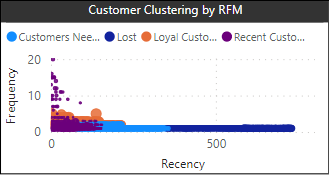 Customer Clustering by RFM
Customers Nee... Lost Loyal Custo... Recent Custo...
20
10
0
Frequency
0 500
Recency